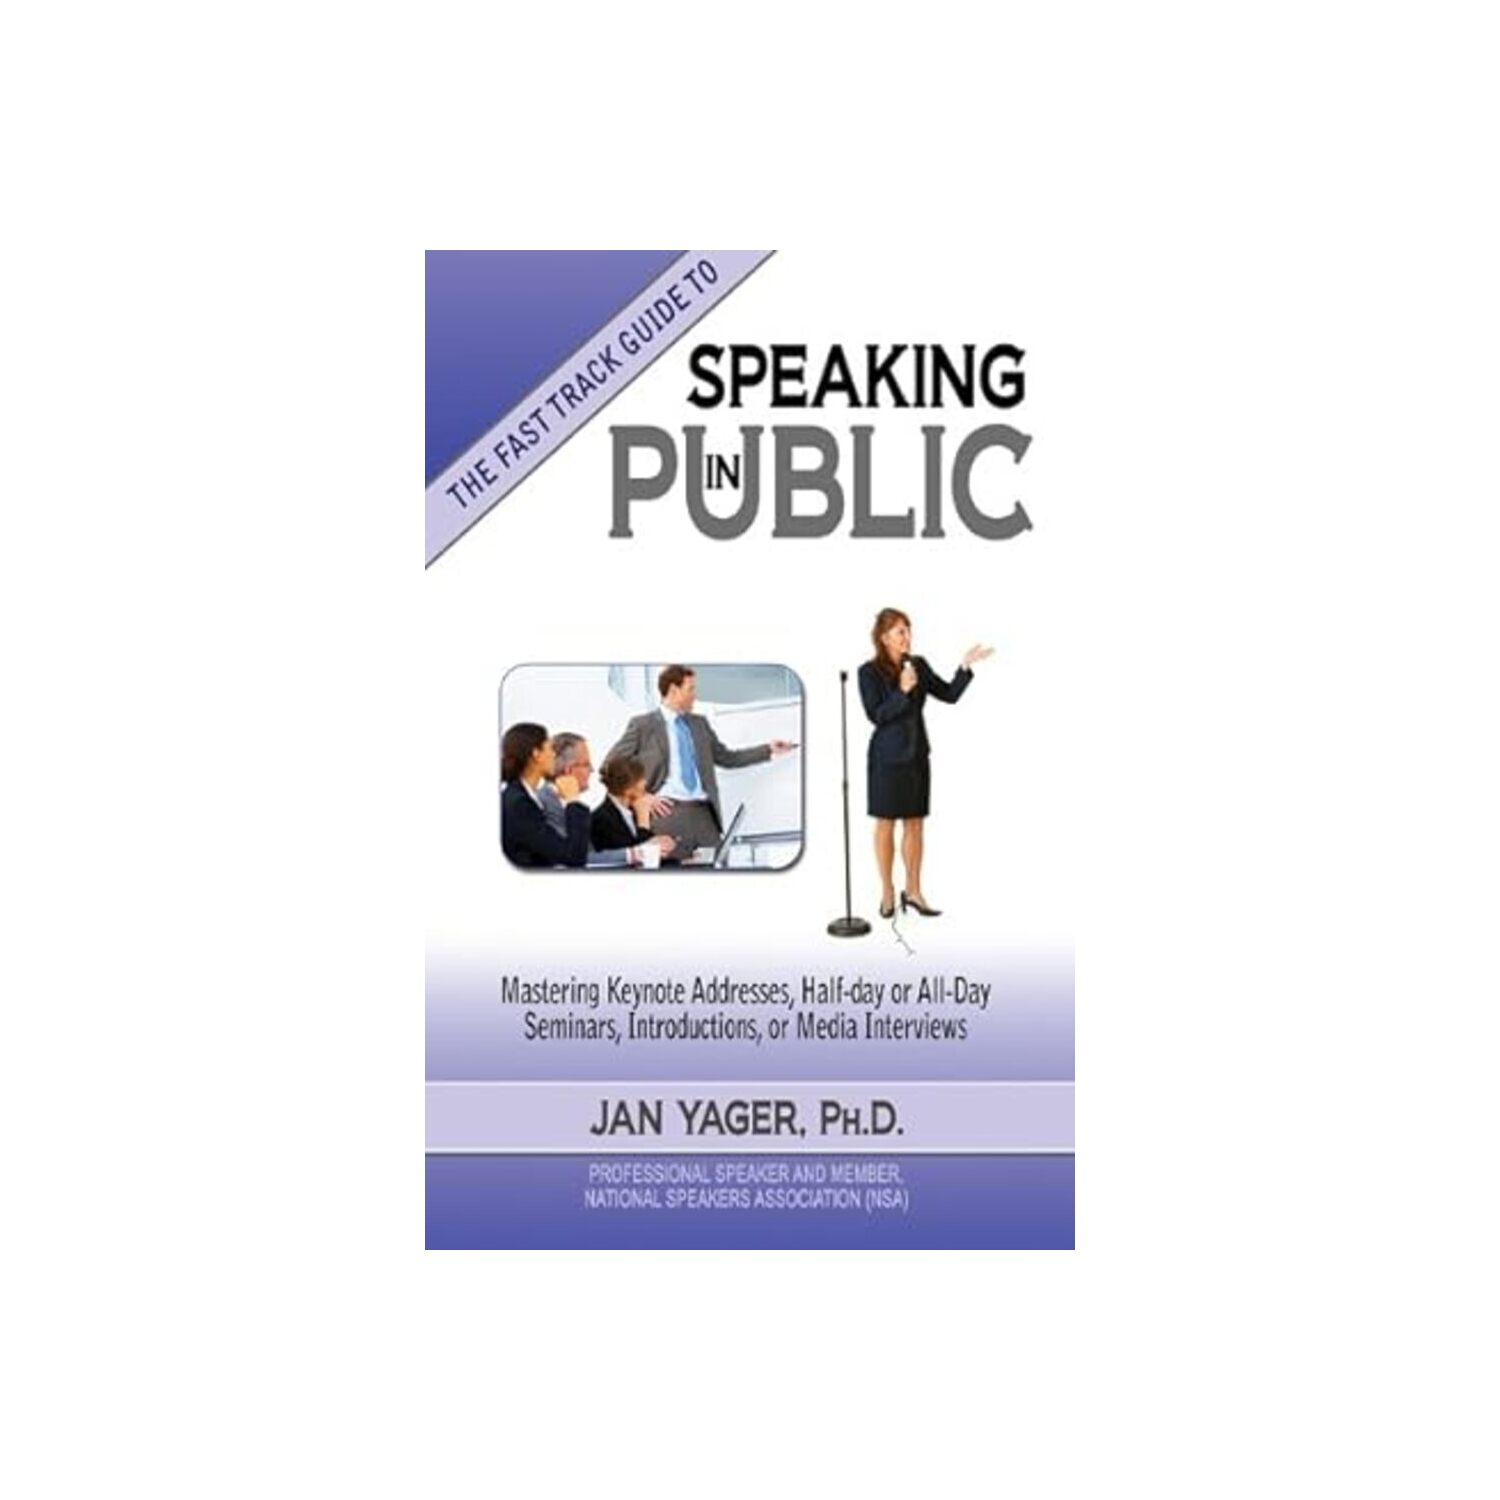 THE FAST TRACK GUIDE TO
SPEAKING
IN
PUBLIC
Mastering Keynote Addresses, Half-day or All-Day
Seminars, Introductions, or Media Interviews
JAN YAGER, PH.D.
PROFESSIONAL SPEAKER AND MEMBER,
NATIONAL SPEAKERS ASSOCIATION (NSA)